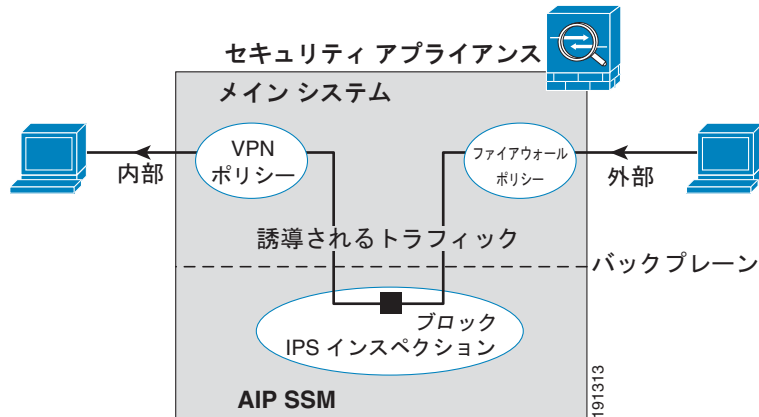 セキュリティ アプライアンス
メイン システム
VPN
ポリシー
ファイアウォール
ポリシー
内部
外部
誘導されるトラフィック
バックプレーン
ブロック
IPS インスペクション
AIP SSM
191313